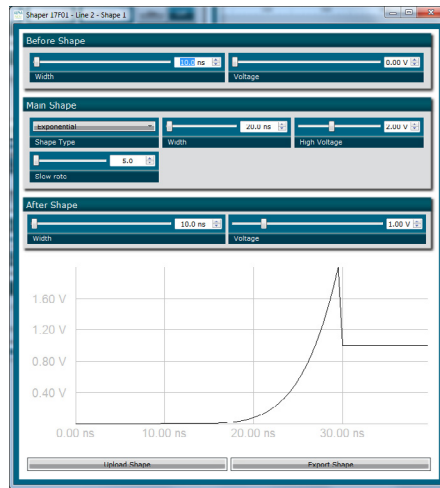 Shaper 17F01 - Line 2 - Shape 1
Before Shape
10.0 ns
0.00 V
Width
Voltage
Main Shape
Exponential
20.0 ns
2.00 V
Shape Type
Width
High Voltage
5.0
Slow rate
After Shape
10.0 ns
1.00 V
Width
Voltage
1.60 V
1.20 V
0.80 V
0.40 V
0.00 ns
10.00 ns
20.00 ns
30.00 ns
Upload Shape
Export Shape